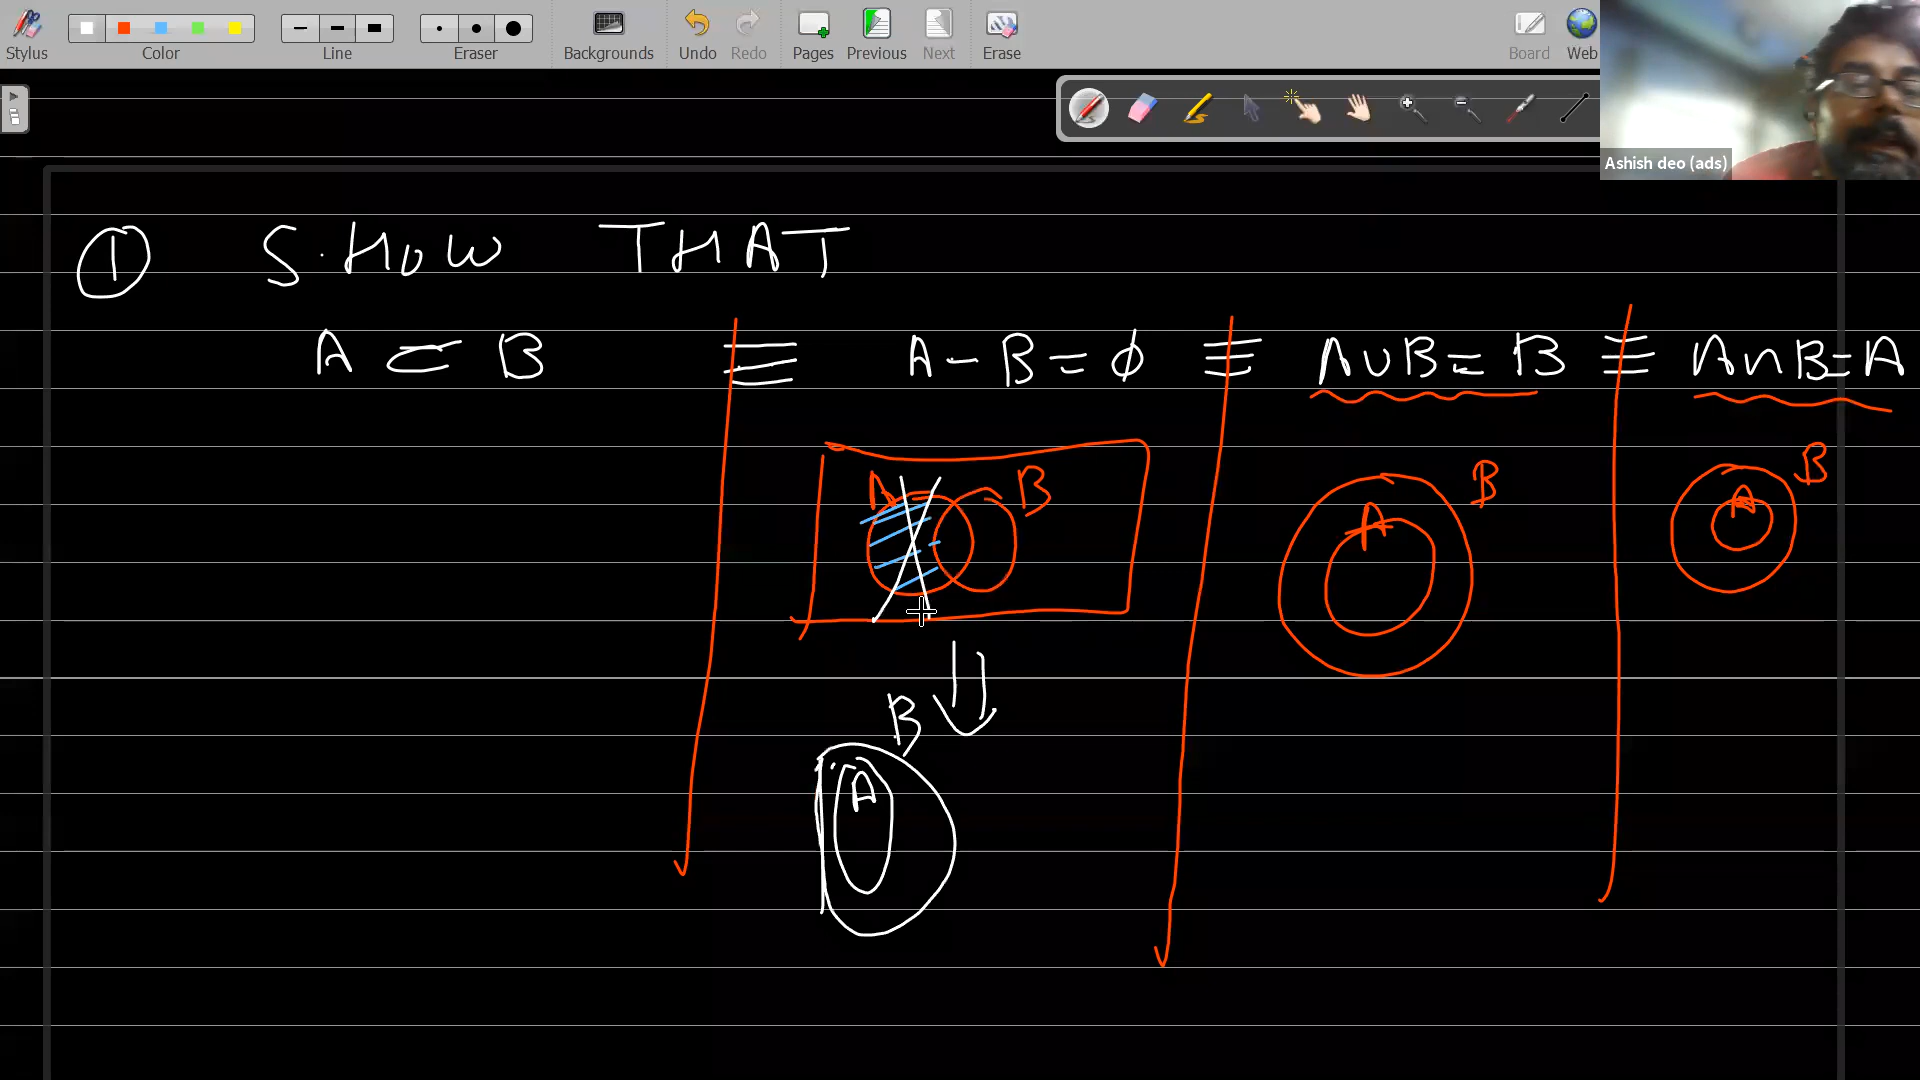 Stylus Color Line Eraser Backgrounds Undo Redo Pages Previous Next Erase Board Web
Ashish deo (ads)
① SHOW THAT
A ⊂ B ≡ A - B = ϕ ≡ A∪B = B ≡ A∩B = A
A B
A B
A B
B
A